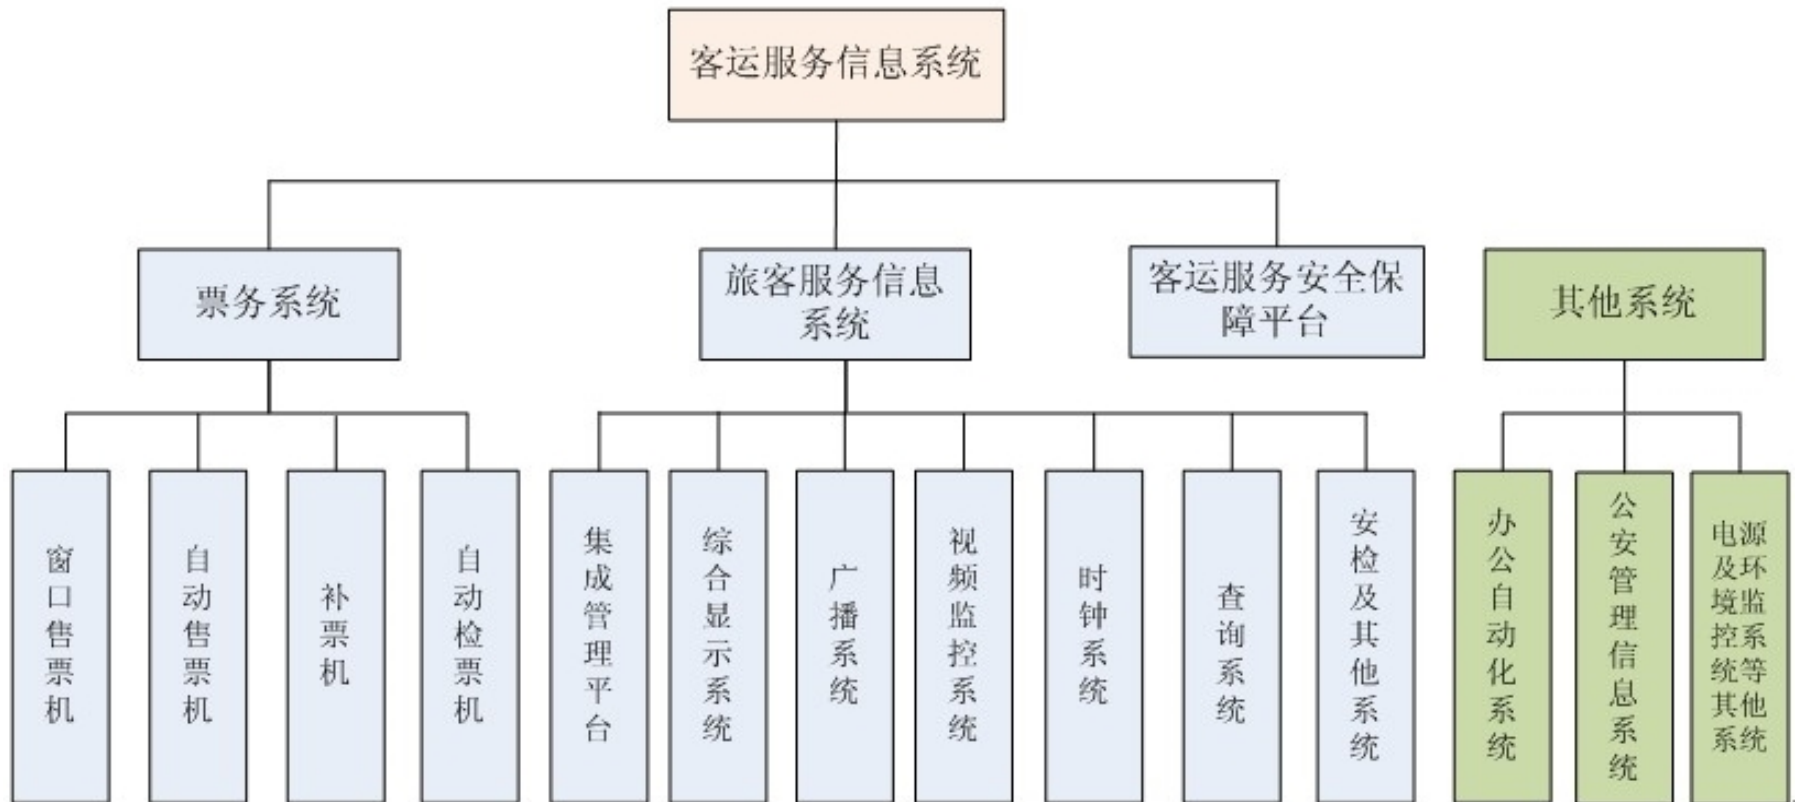 客运服务信息系统
票务系统
旅客服务信息
系统
客运服务安全保
障平台
其他系统
窗口售票机
自动售票机
补票机
自动检票机
集成管理平台
综合显示系统
广播系统
视频监控系统
时钟系统
查询系统
安检及其他系统
办公自动化系统
公安管理信息系统
电源
及环
境监
控系
统等
其他
系统